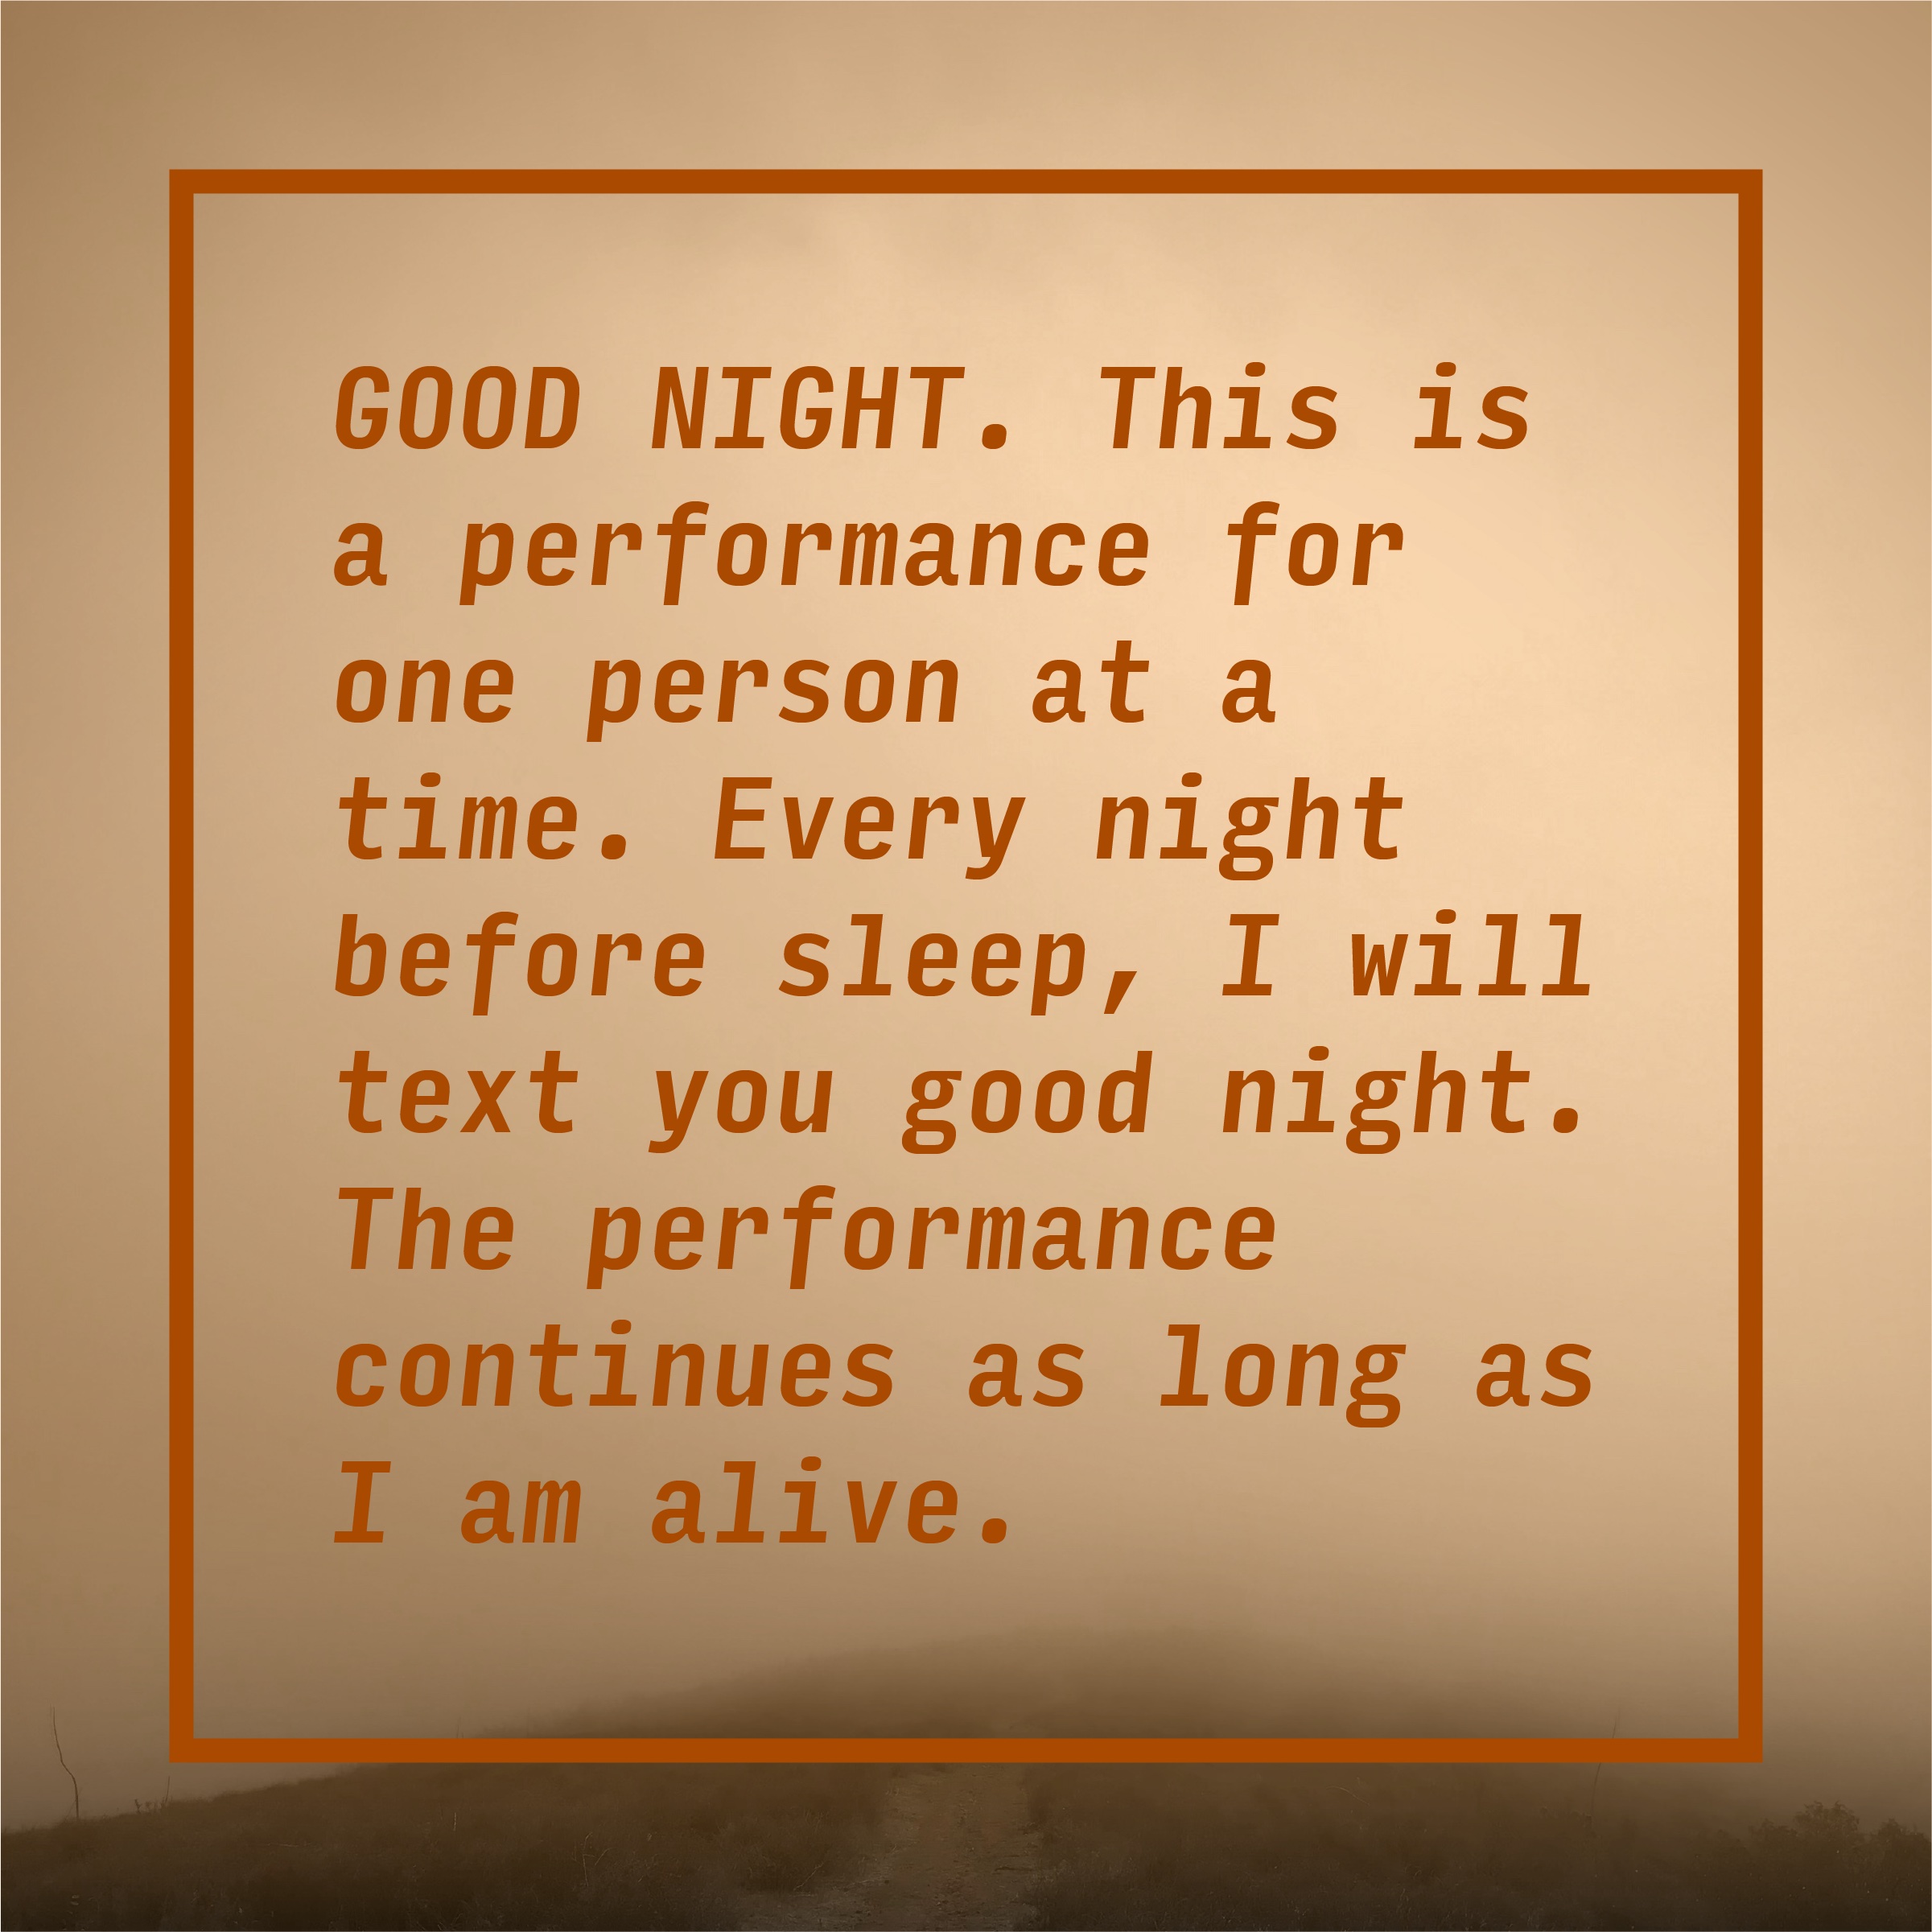 GOOD NIGHT. This is
a performance for
one person at a
time. Every night
before sleep, I will
text you good night.
The performance
continues as long as
I am alive.